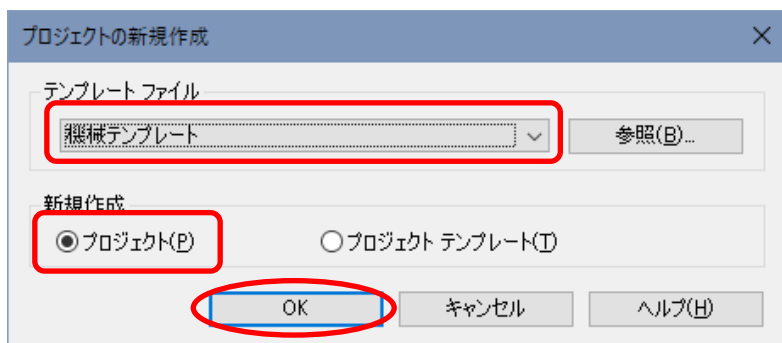 プロジェクトの新規作成
テンプレート ファイル
機械テンプレート
参照(B)...
新規作成
プロジェクト(P)
プロジェクト テンプレート(T)
OK
キャンセル
ヘルプ(H)